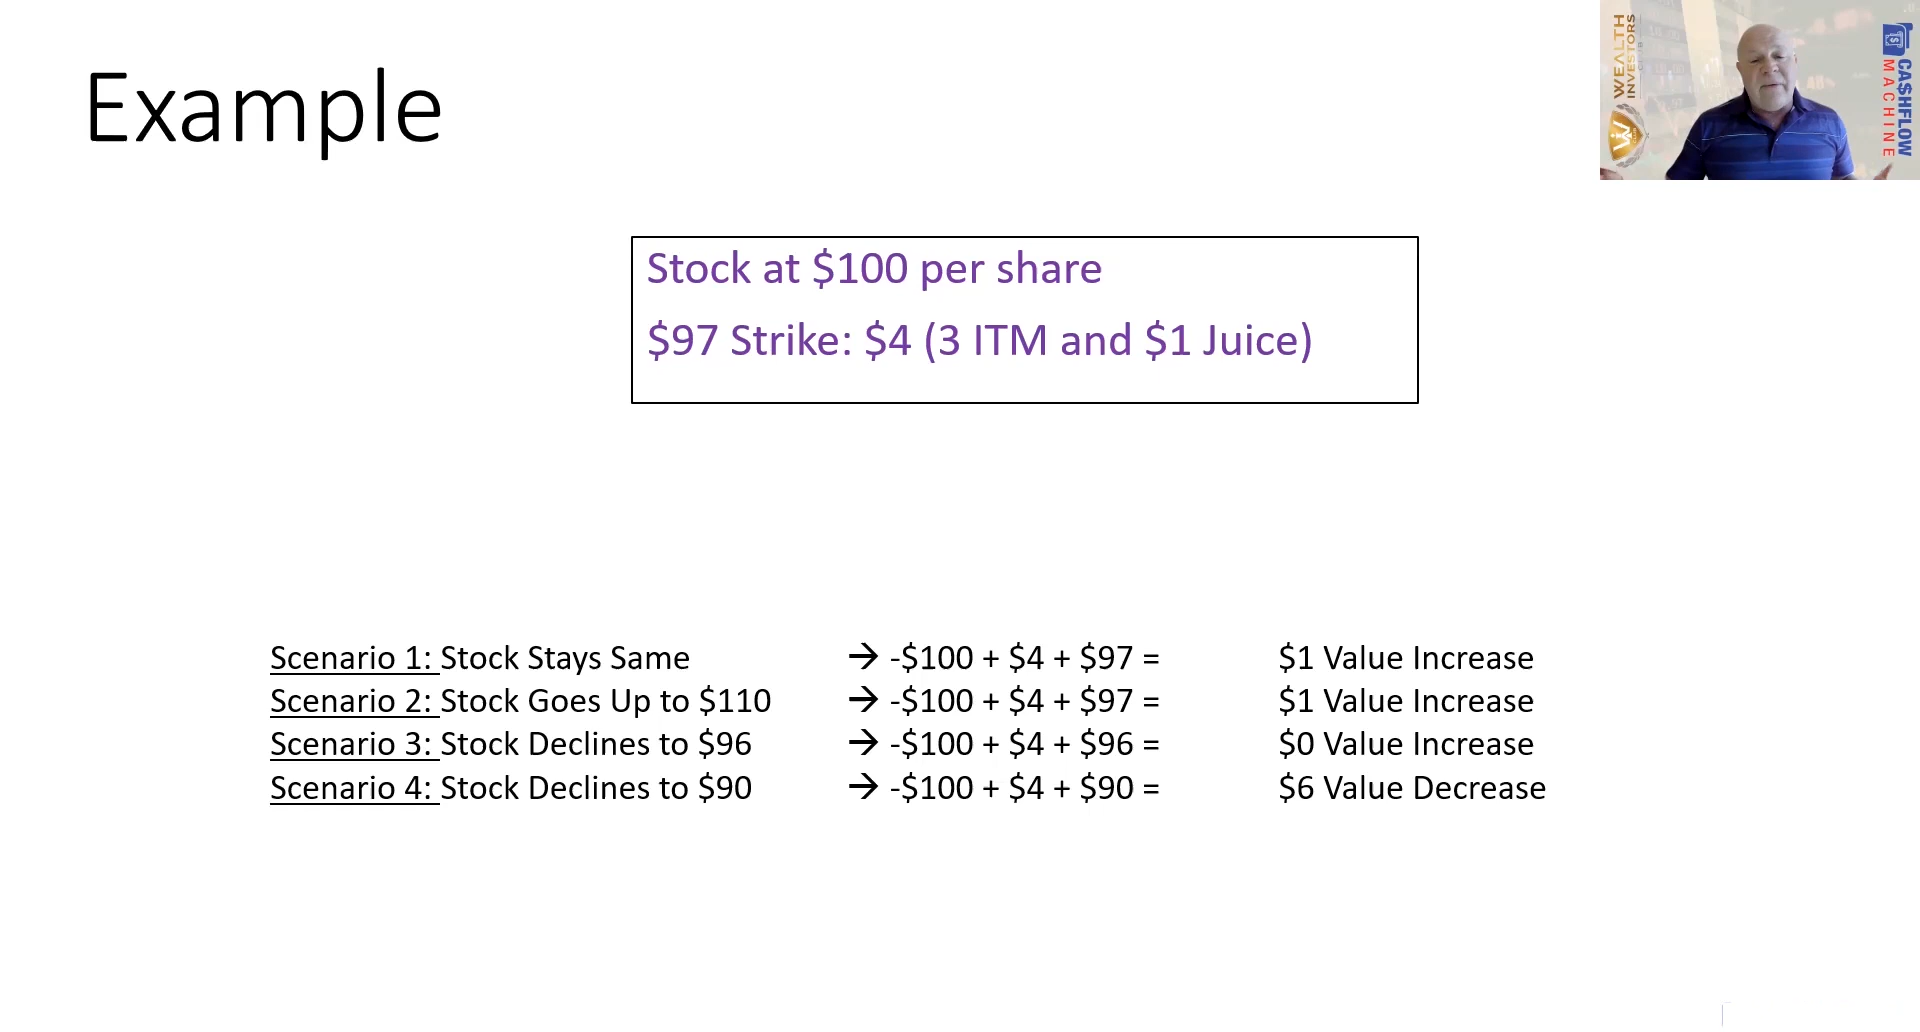 Example
WEALTH
INVESTORS
CA$HFLOW
MACHINE
Stock at $100 per share
$97 Strike: $4 (3 ITM and $1 Juice)
Scenario 1: Stock Stays Same → -$100 + $4 + $97 = $1 Value Increase
Scenario 2: Stock Goes Up to $110 → -$100 + $4 + $97 = $1 Value Increase
Scenario 3: Stock Declines to $96 → -$100 + $4 + $96 = $0 Value Increase
Scenario 4: Stock Declines to $90 → -$100 + $4 + $90 = $6 Value Decrease